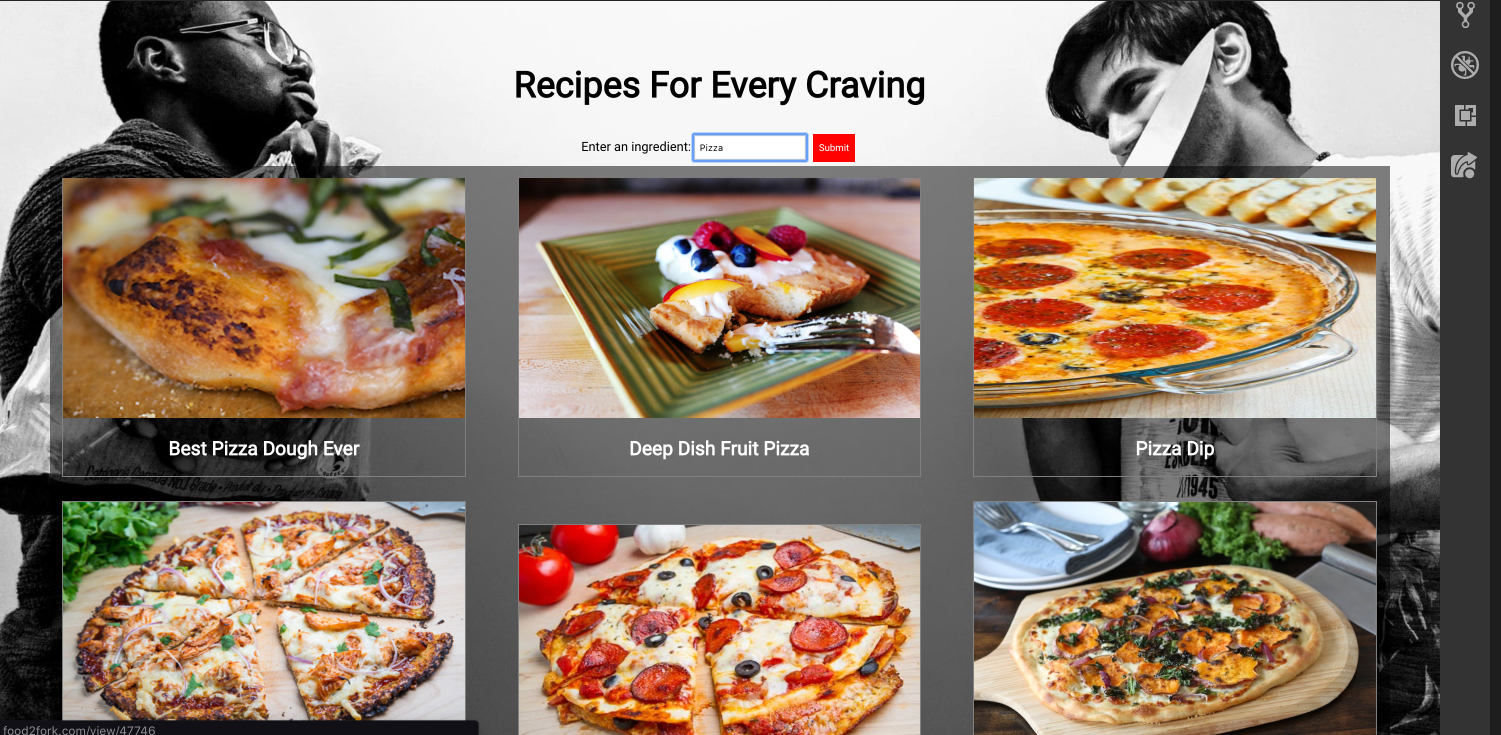 Recipes For Every Craving
Enter an ingredient: Pizza Submit
Best Pizza Dough Ever
Deep Dish Fruit Pizza
Pizza Dip
1945
food2fork.com/view/47746